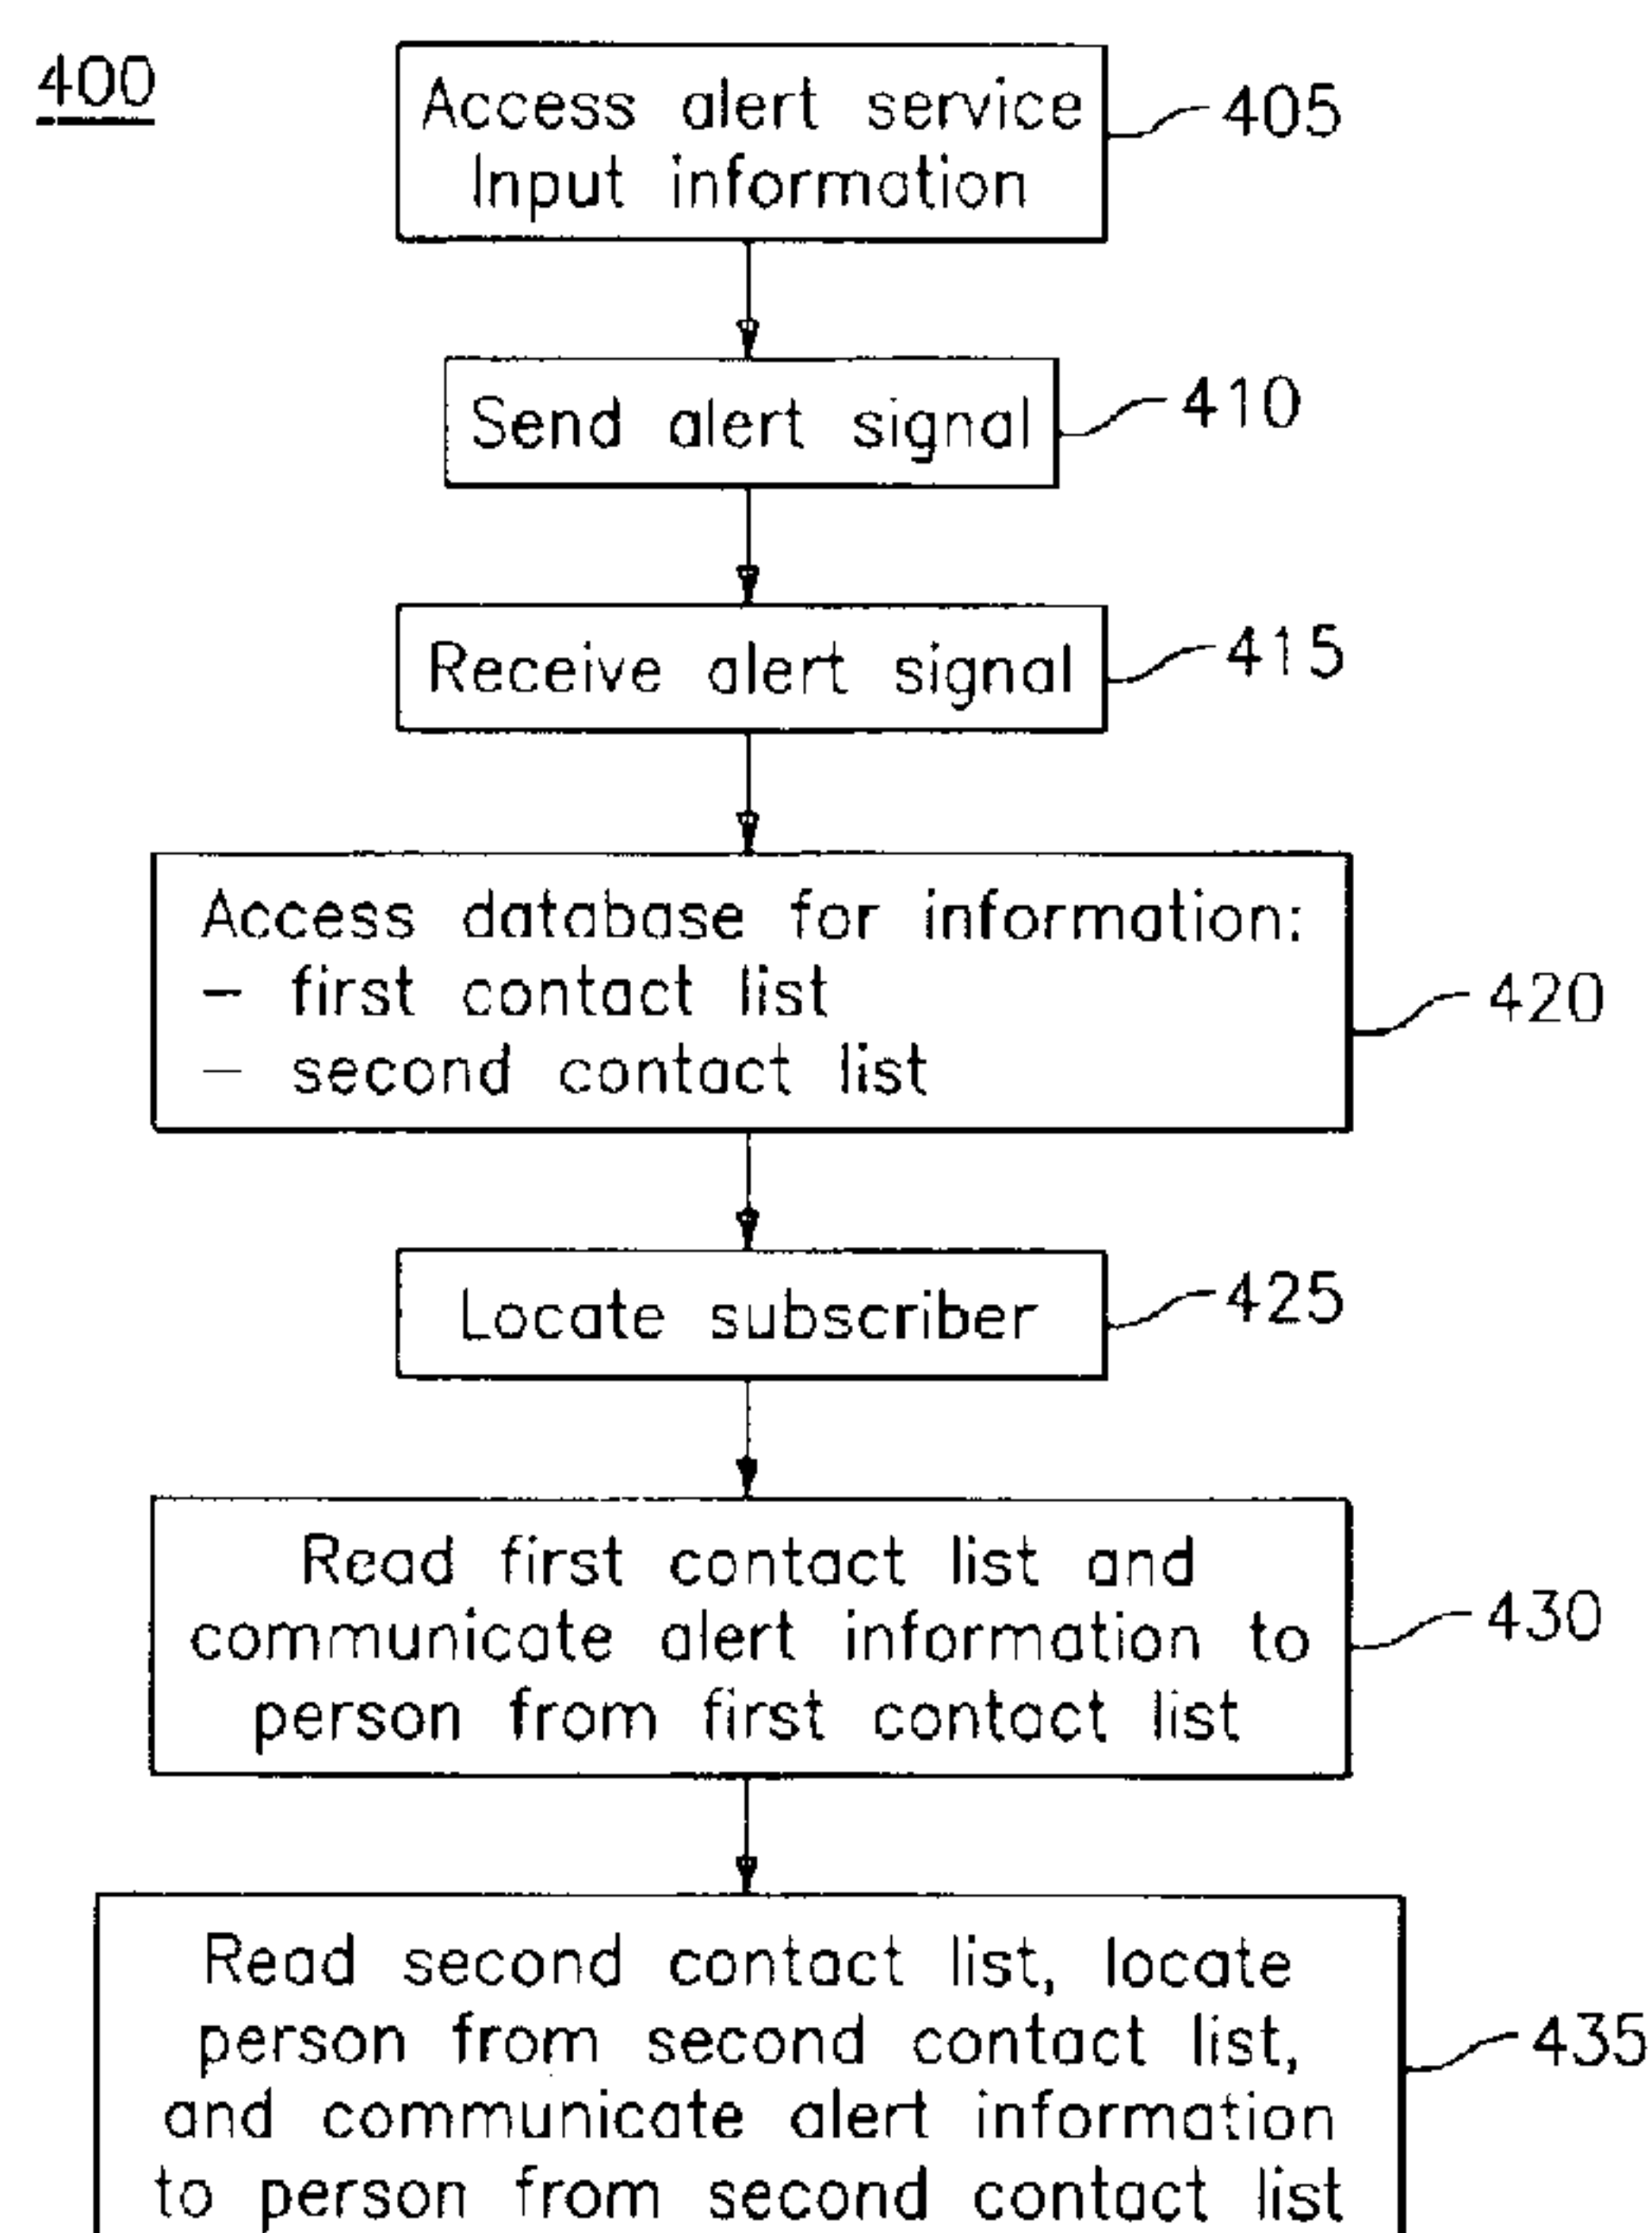 400
Access alert service
Input information
405
Send alert signal
410
Receive alert signal
415
Access database for information:
– first contact list
– second contact list
420
Locate subscriber
425
Read first contact list and
communicate alert information to
person from first contact list
430
Read second contact list, locate
person from second contact list,
and communicate alert information
to person from second contact list
435